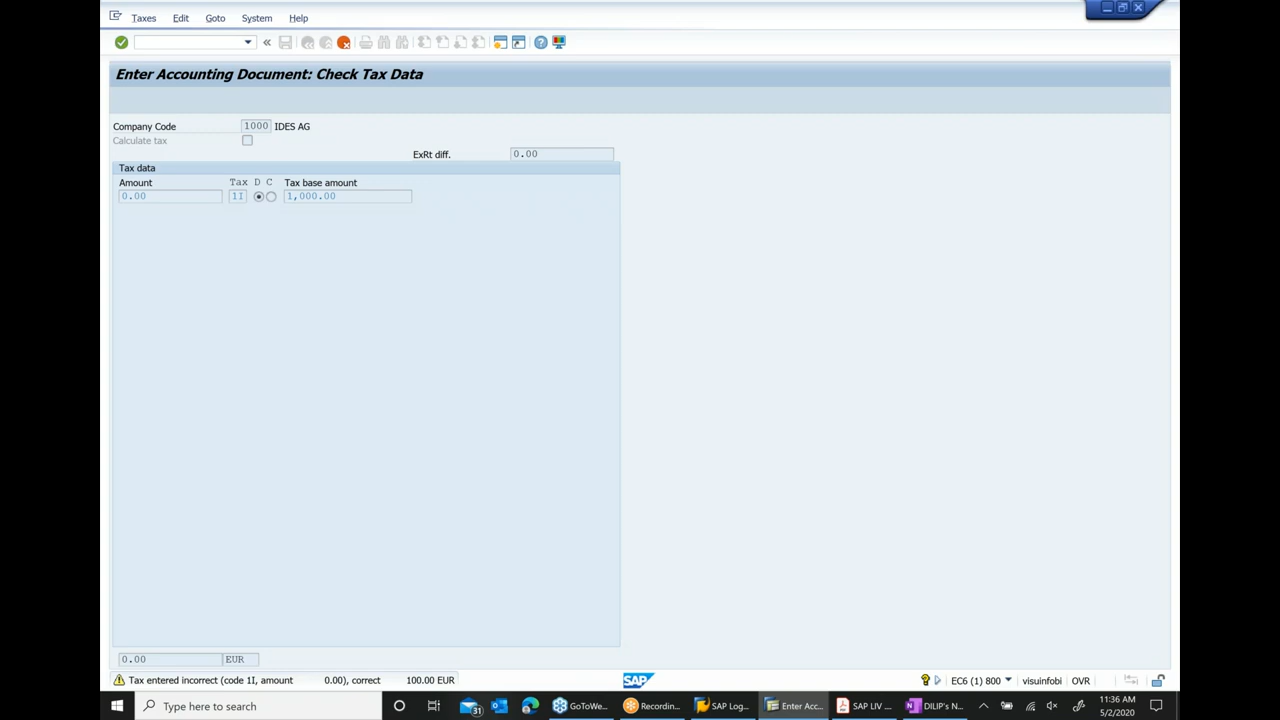 Taxes Edit Goto System Help
Enter Accounting Document: Check Tax Data
Company Code 1000 IDES AG
Calculate tax
ExRt diff. 0.00
Tax data
Amount Tax D C Tax base amount
0.00 1I 1,000.00
0.00 EUR
Tax entered incorrect (code 1I, amount 0.00), correct 100.00 EUR
SAP
EC6 (1) 800 visuinfobi OVR
Type here to search
31
GoToWe...
Recordin...
SAP Log...
Enter Acc...
SAP LIV ...
DILIP's N...
11:36 AM
5/2/2020